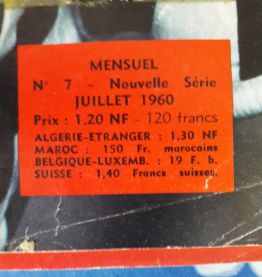 MENSUEL
N° 7 - Nouvelle Série
JUILLET 1960
Prix : 1.20 NF - 120 francs
ALGERIE-ETRANGER : 1,30 NF
MAROC : 150 Fr. marocains
BELGIQUE-LUXEMB. : 19 F. b.
SUISSE : 1,40 Francs suisses.